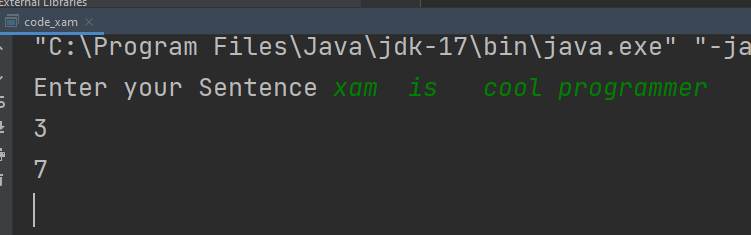 External Libraries
code_xam
"C:\Program Files\Java\jdk-17\bin\java.exe" "-ja
Enter your Sentence xam  is   cool programmer
3
7